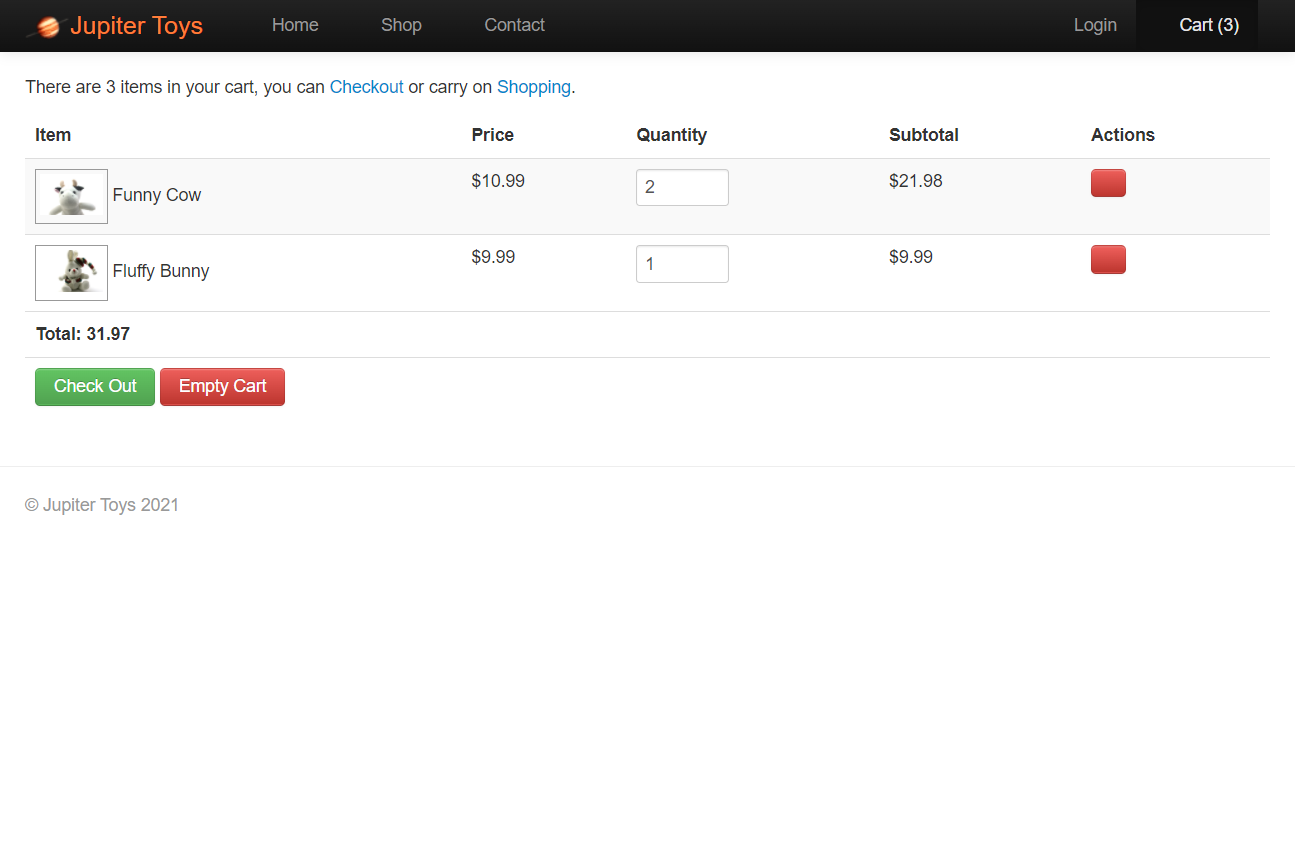 Jupiter Toys Home Shop Contact Login Cart (3)
There are 3 items in your cart, you can Checkout or carry on Shopping.
Item Price Quantity Subtotal Actions
Funny Cow $10.99 2 $21.98
Fluffy Bunny $9.99 1 $9.99
Total: 31.97
Check Out Empty Cart
© Jupiter Toys 2021